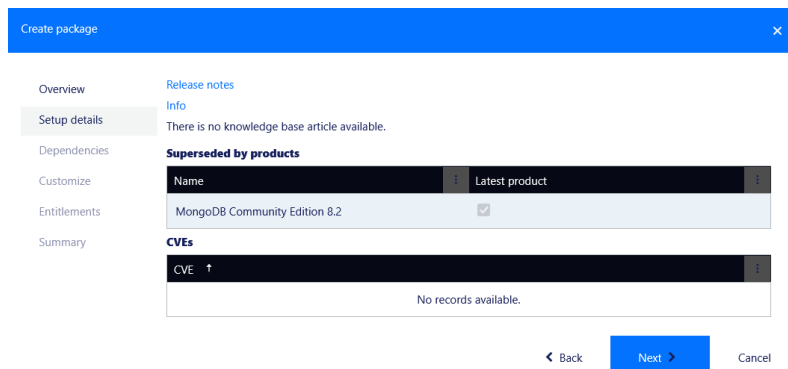 Create package
Overview
Setup details
Dependencies
Customize
Entitlements
Summary
Release notes
Info
There is no knowledge base article available.
Superseded by products
Name Latest product
MongoDB Community Edition 8.2
CVEs
CVE
No records available.
Back Next Cancel